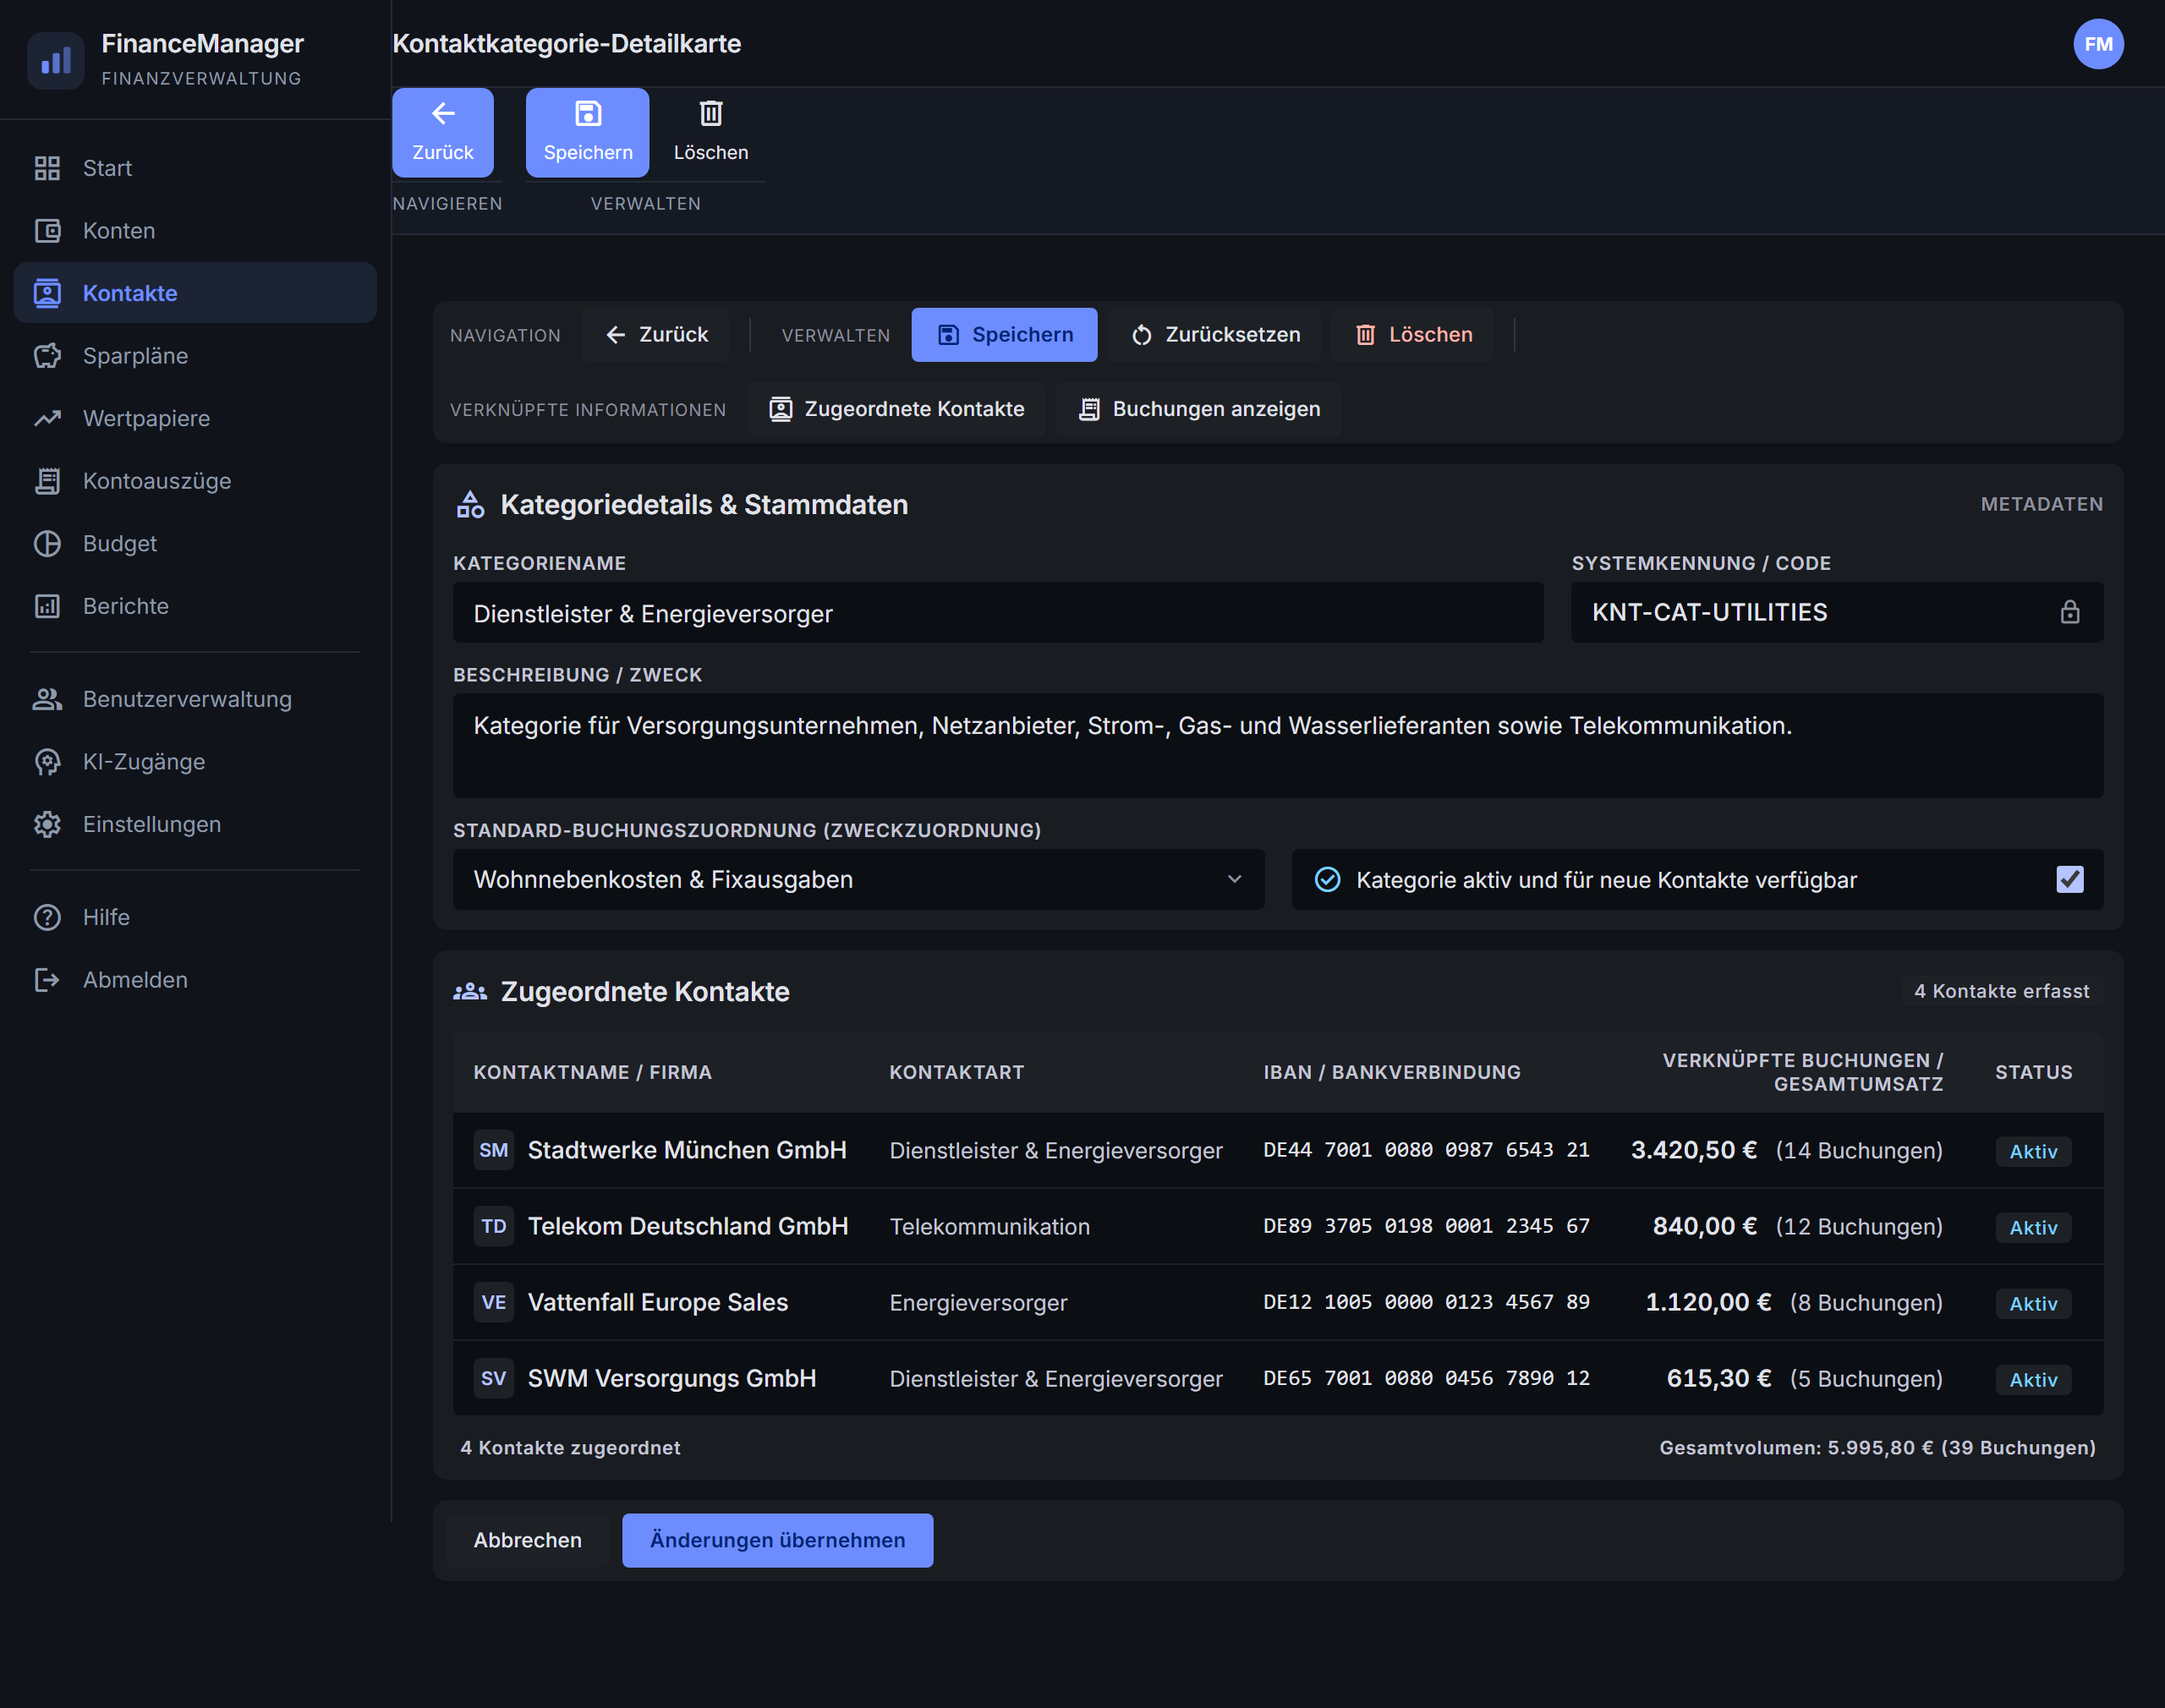 FinanceManager
FINANZVERWALTUNG
Start
Konten
Kontakte
Sparpläne
Wertpapiere
Kontoauszüge
Budget
Berichte
Benutzerverwaltung
KI-Zugänge
Einstellungen
Hilfe
Abmelden
Kontaktkategorie-Detailkarte
FM
Zurück
Speichern
Löschen
NAVIGIEREN
VERWALTEN
NAVIGATION
Zurück
VERWALTEN
Speichern
Zurücksetzen
Löschen
VERKNÜPFTE INFORMATIONEN
Zugeordnete Kontakte
Buchungen anzeigen
Kategoriedetails & Stammdaten
METADATEN
KATEGORIENAME
SYSTEMKENNUNG / CODE
Dienstleister & Energieversorger
KNT-CAT-UTILITIES
BESCHREIBUNG / ZWECK
Kategorie für Versorgungsunternehmen, Netzanbieter, Strom-, Gas- und Wasserlieferanten sowie Telekommunikation.
STANDARD-BUCHUNGSZUORDNUNG (ZWECKZUORDNUNG)
Wohnnebenkosten & Fixausgaben
Kategorie aktiv und für neue Kontakte verfügbar
Zugeordnete Kontakte
4 Kontakte erfasst
KONTAKTNAME / FIRMA
KONTAKTART
IBAN / BANKVERBINDUNG
VERKNÜPFTE BUCHUNGEN /
GESAMTUMSATZ
STATUS
SM Stadtwerke München GmbH Dienstleister & Energieversorger DE44 7001 0080 0987 6543 21 3.420,50 € (14 Buchungen) Aktiv
TD Telekom Deutschland GmbH Telekommunikation DE89 3705 0198 0001 2345 67 840,00 € (12 Buchungen) Aktiv
VE Vattenfall Europe Sales Energieversorger DE12 1005 0000 0123 4567 89 1.120,00 € (8 Buchungen) Aktiv
SV SWM Versorgungs GmbH Dienstleister & Energieversorger DE65 7001 0080 0456 7890 12 615,30 € (5 Buchungen) Aktiv
4 Kontakte zugeordnet
Gesamtvolumen: 5.995,80 € (39 Buchungen)
Abbrechen
Änderungen übernehmen